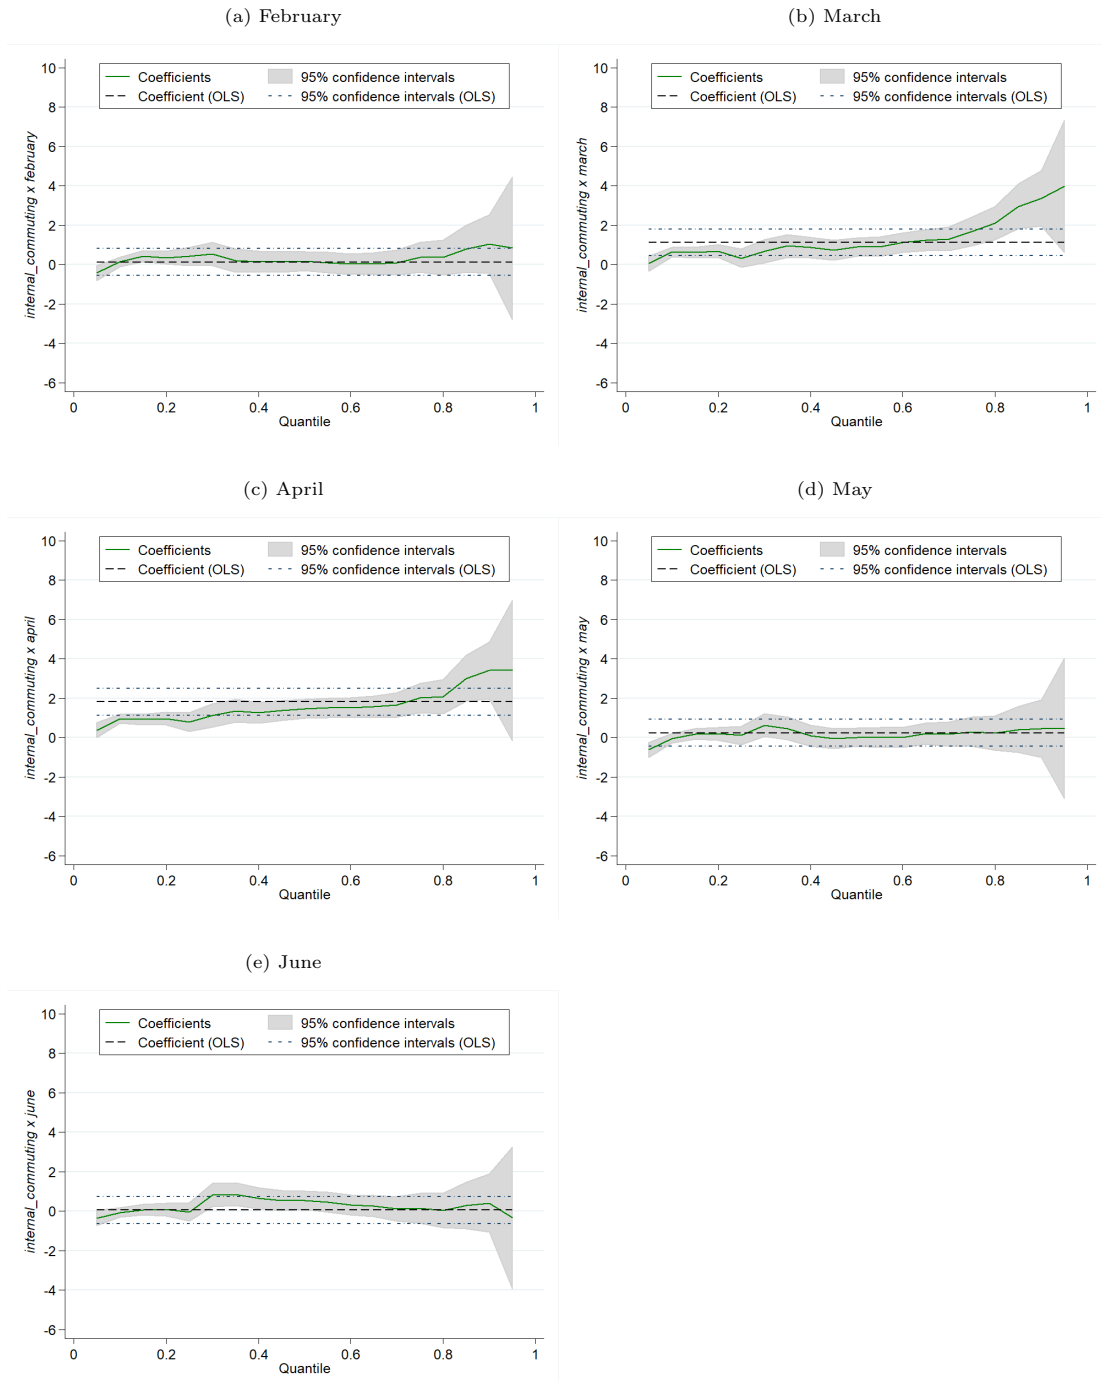 (a) February
10
8
6
4
2
0
-2
-4
-6
internal_commuting x february
Coefficients
95% confidence intervals
Coefficient (OLS)
95% confidence intervals (OLS)
0 0.2 0.4 0.6 0.8 1
Quantile
(b) March
10
8
6
4
2
0
-2
-4
-6
internal_commuting x march
Coefficients
95% confidence intervals
Coefficient (OLS)
95% confidence intervals (OLS)
0 0.2 0.4 0.6 0.8 1
Quantile
(c) April
10
8
6
4
2
0
-2
-4
-6
internal_commuting x april
Coefficients
95% confidence intervals
Coefficient (OLS)
95% confidence intervals (OLS)
0 0.2 0.4 0.6 0.8 1
Quantile
(d) May
10
8
6
4
2
0
-2
-4
-6
internal_commuting x may
Coefficients
95% confidence intervals
Coefficient (OLS)
95% confidence intervals (OLS)
0 0.2 0.4 0.6 0.8 1
Quantile
(e) June
10
8
6
4
2
0
-2
-4
-6
internal_commuting x june
Coefficients
95% confidence intervals
Coefficient (OLS)
95% confidence intervals (OLS)
0 0.2 0.4 0.6 0.8 1
Quantile